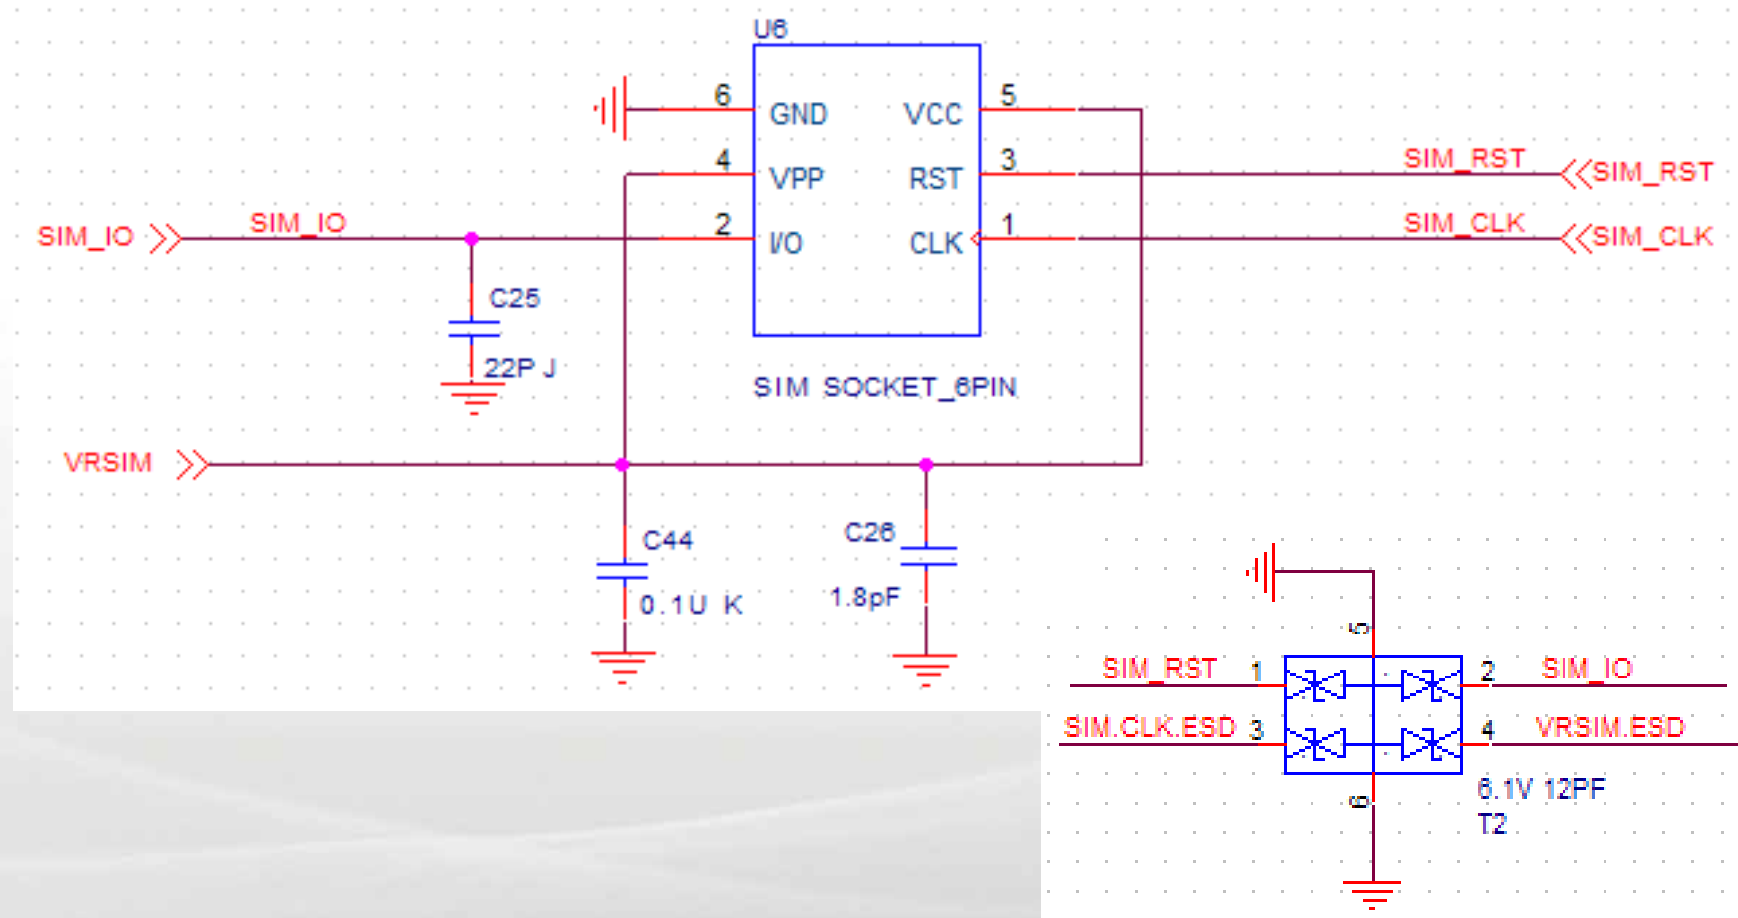 U6
6 GND VCC 5
4 VPP RST 3
2 I/O CLK 1
SIM_RST SIM_RST
SIM_CLK SIM_CLK
SIM_IO SIM_IO
C25
22P J
SIM SOCKET_6PIN
VRSIM
C44
0.1U K
C26
1.8pF
5
SIM_RST 1 2 SIM_IO
SIM.CLK.ESD 3 4 VRSIM.ESD
6
6.1V 12PF
T2